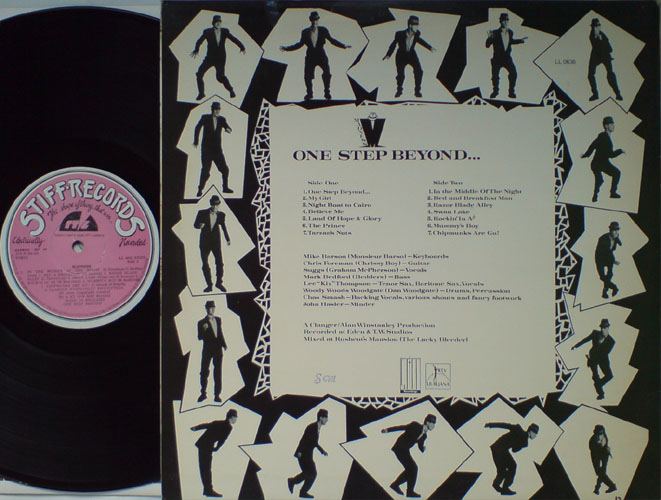 LL 0636
ONE STEP BEYOND...
Side One
1. One Step Beyond...
2. My Girl
3. Night Boat to Cairo
4. Believe Me
5. Land Of Hope & Glory
6. The Prince
7. Tarzan's Nuts
Side Two
1. In the Middle Of The Night
2. Bed and Breakfast Man
3. Razor Blade Alley
4. Swan Lake
5. Rockin' In Ab
6. Mummy's Boy
7. Chipmunks Are Go!
Mike Barson (Monsieur Barso)—Keyboards
Chris Foreman (Chrissy Boy)—Guitar
Suggs (Graham McPherson)—Vocals
Mark Bedford (Bedders)—Bass
Lee "Kix" Thompson—Tenor Sax, Baritone Sax, Vocals
Woody Woods Woodgate (Dan Woodgate)—Drums, Percussion
Chas Smash—Backing Vocals, various shouts and fancy footwork
John Hasler—Minder
A Clanger/Alan Winstanley Production
Recorded at Eden & T.W. Studios
Mixed at Rushen's Mansion (The Lucky Bleeder)
STIFF-RECORDS